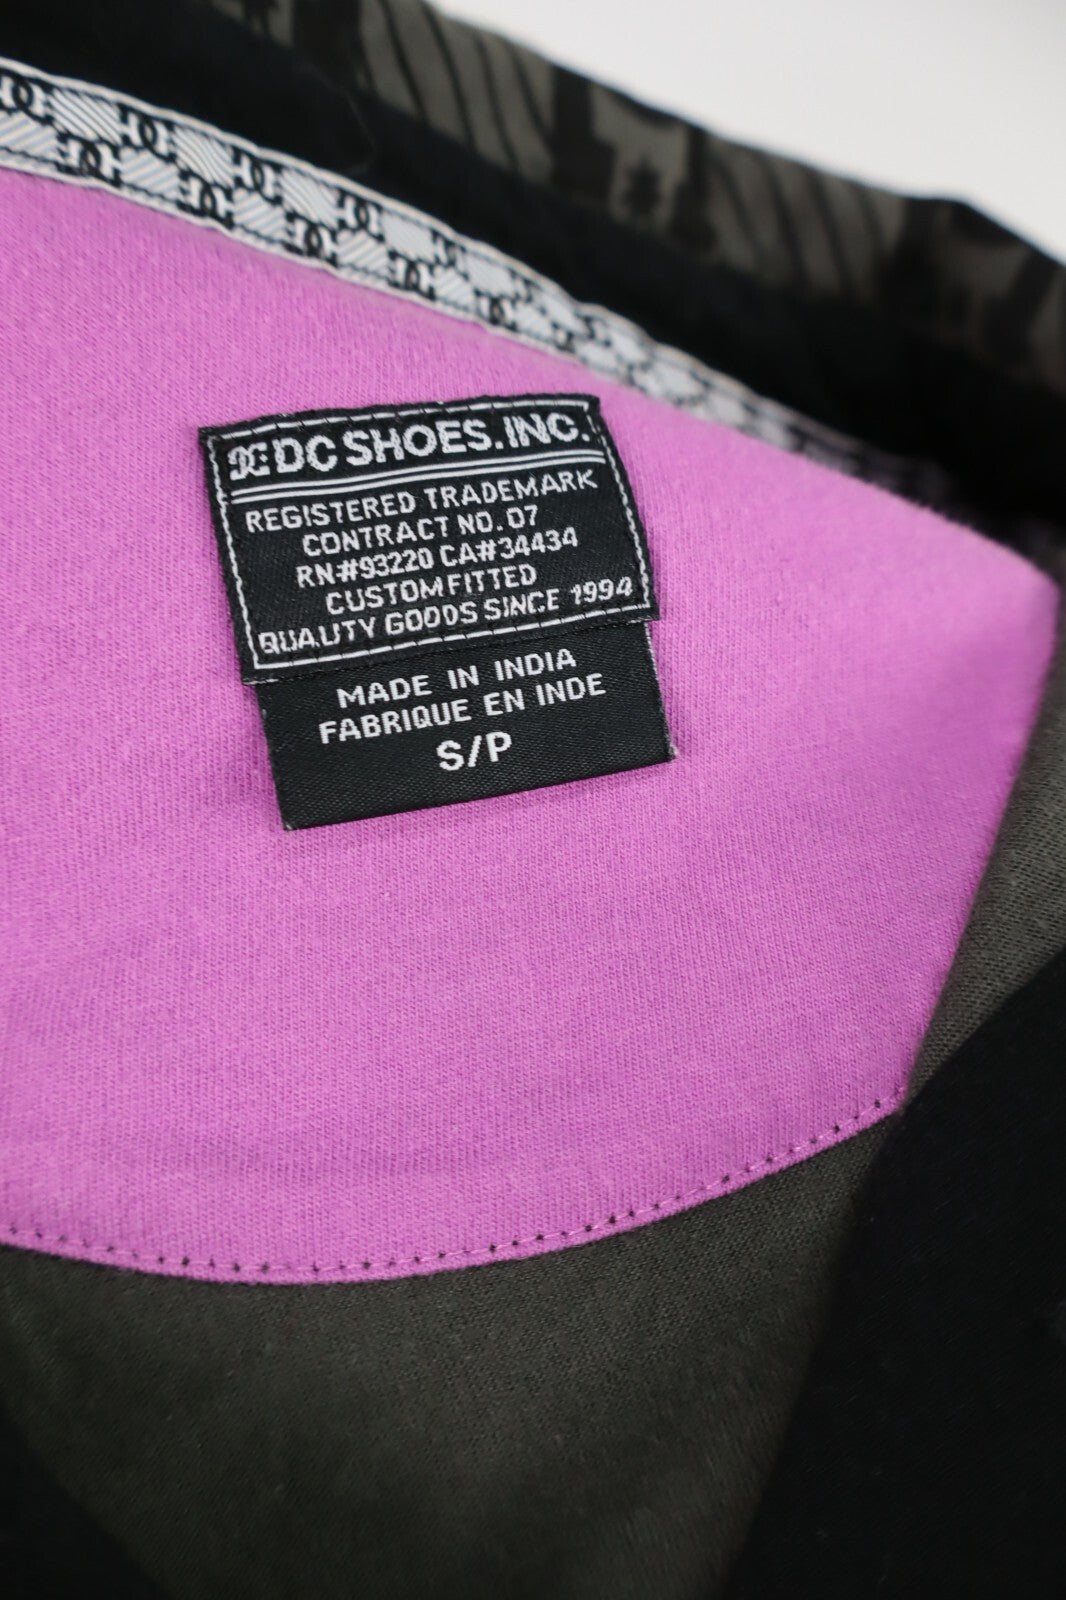 DC SHOES. INC.
REGISTERED TRADEMARK
CONTRACT NO. 07
RN#93220 CA#34434
CUSTOM FITTED
QUALITY GOODS SINCE 1994
MADE IN INDIA
FABRIQUE EN INDE
S/P